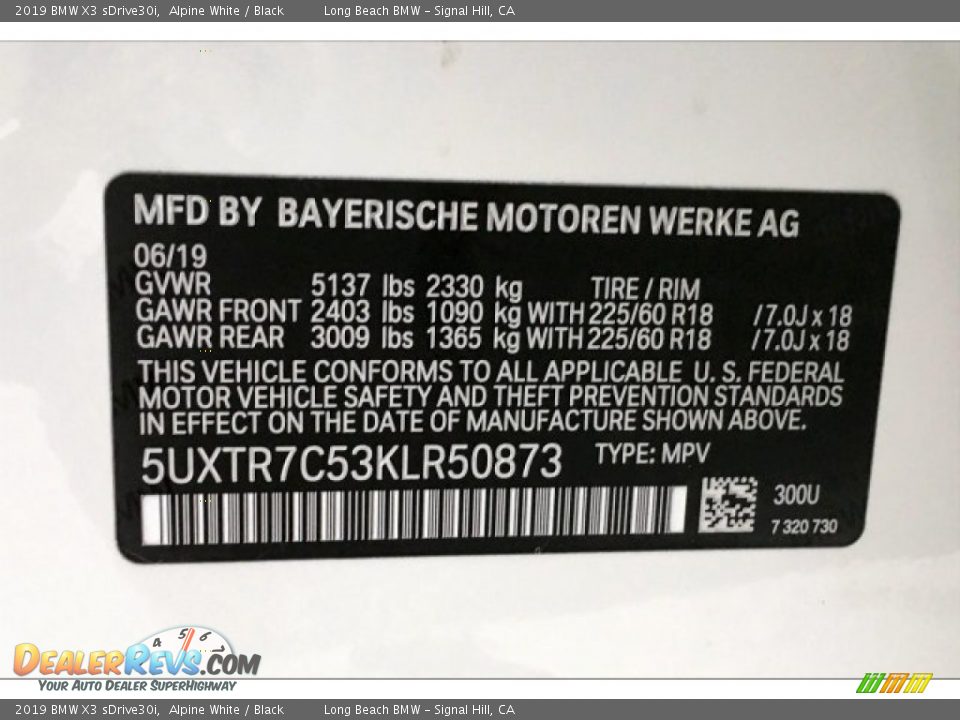 2019 BMW X3 sDrive30i, Alpine White / Black Long Beach BMW - Signal Hill, CA
MFD BY BAYERISCHE MOTOREN WERKE AG
06/19
GVWR 5137 lbs 2330 kg TIRE / RIM
GAWR FRONT 2403 lbs 1090 kg WITH 225/60 R18 /7.0J x 18
GAWR REAR 3009 lbs 1365 kg WITH 225/60 R18 /7.0J x 18
THIS VEHICLE CONFORMS TO ALL APPLICABLE U. S. FEDERAL
MOTOR VEHICLE SAFETY AND THEFT PREVENTION STANDARDS
IN EFFECT ON THE DATE OF MANUFACTURE SHOWN ABOVE.
5UXTR7C53KLR50873 TYPE: MPV
300U
7 320 730
4 5 6 7
DEALERREVS.COM
YOUR AUTO DEALER SUPERHIGHWAY
2019 BMW X3 sDrive30i, Alpine White / Black Long Beach BMW - Signal Hill, CA